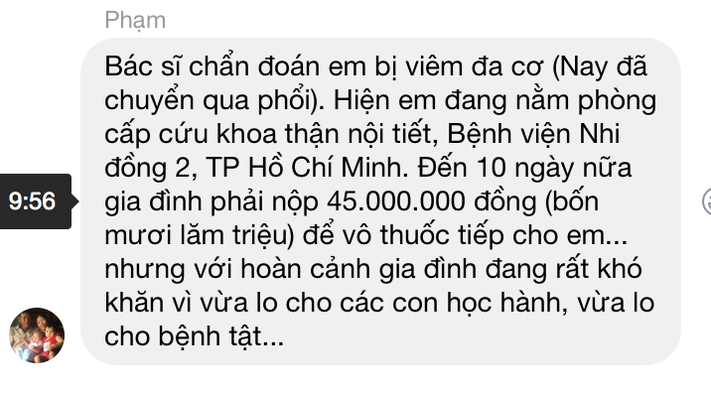 Phạm
Bác sĩ chẩn đoán em bị viêm đa cơ (Nay đã
chuyển qua phổi). Hiện em đang nằm phòng
cấp cứu khoa thận nội tiết, Bệnh viện Nhi
đồng 2, TP Hồ Chí Minh. Đến 10 ngày nữa
gia đình phải nộp 45.000.000 đồng (bốn
mươi lăm triệu) để vô thuốc tiếp cho em...
nhưng với hoàn cảnh gia đình đang rất khó
khăn vì vừa lo cho các con học hành, vừa lo
cho bệnh tật...
9:56